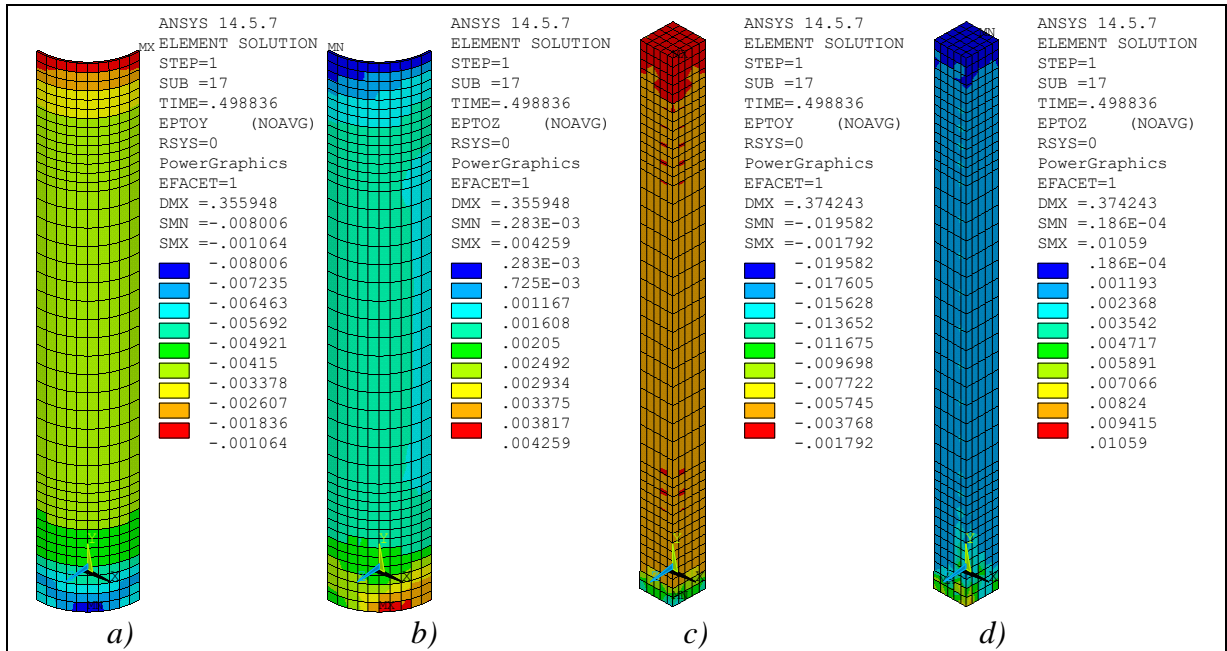 MX
ANSYS 14.5.7
ELEMENT SOLUTION
STEP=1
SUB =17
TIME=.498836
EPTOY (NOAVG)
RSYS=0
PowerGraphics
EFACET=1
DMX =.355948
SMN =-.008006
SMX =-.001064
-.008006
-.007235
-.006463
-.005692
-.004921
-.00415
-.003378
-.002607
-.001836
-.001064
Y
X
a)
MN
ANSYS 14.5.7
ELEMENT SOLUTION
STEP=1
SUB =17
TIME=.498836
EPTOZ (NOAVG)
RSYS=0
PowerGraphics
EFACET=1
DMX =.355948
SMN =.283E-03
SMX =.004259
.283E-03
.725E-03
.001167
.001608
.00205
.002492
.002934
.003375
.003817
.004259
Y
X
MX
b)
ANSYS 14.5.7
ELEMENT SOLUTION
STEP=1
SUB =17
TIME=.498836
EPTOY (NOAVG)
RSYS=0
PowerGraphics
EFACET=1
DMX =.374243
SMN =-.019582
SMX =-.001792
-.019582
-.017605
-.015628
-.013652
-.011675
-.009698
-.007722
-.005745
-.003768
-.001792
X
c)
MN
ANSYS 14.5.7
ELEMENT SOLUTION
STEP=1
SUB =17
TIME=.498836
EPTOZ (NOAVG)
RSYS=0
PowerGraphics
EFACET=1
DMX =.374243
SMN =.186E-04
SMX =.01059
.186E-04
.001193
.002368
.003542
.004717
.005891
.007066
.00824
.009415
.01059
X
d)